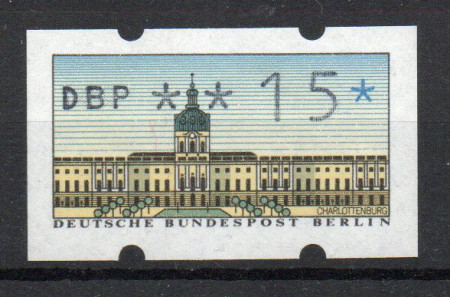 DBP ** 15*
CHARLOTTENBURG
DEUTSCHE BUNDESPOST BERLIN